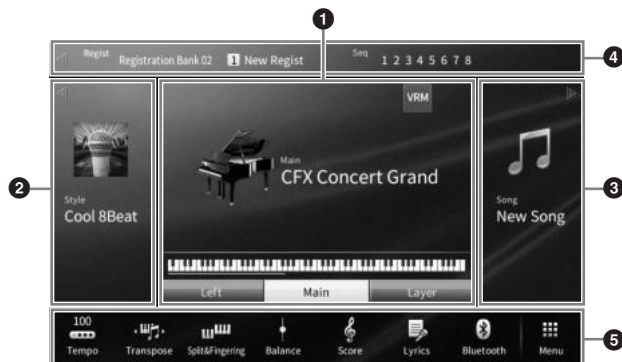 1
Regist
Registration Bank 02
1 New Regist
Seq
1 2 3 4 5 6 7 8
4
VRM
2
Style
Cool 8Beat
Main
CFX Concert Grand
Song
New Song
3
Left
Main
Layer
100
Tempo
Transpose
Split&Fingering
Balance
Score
Lyrics
Bluetooth
Menu
5